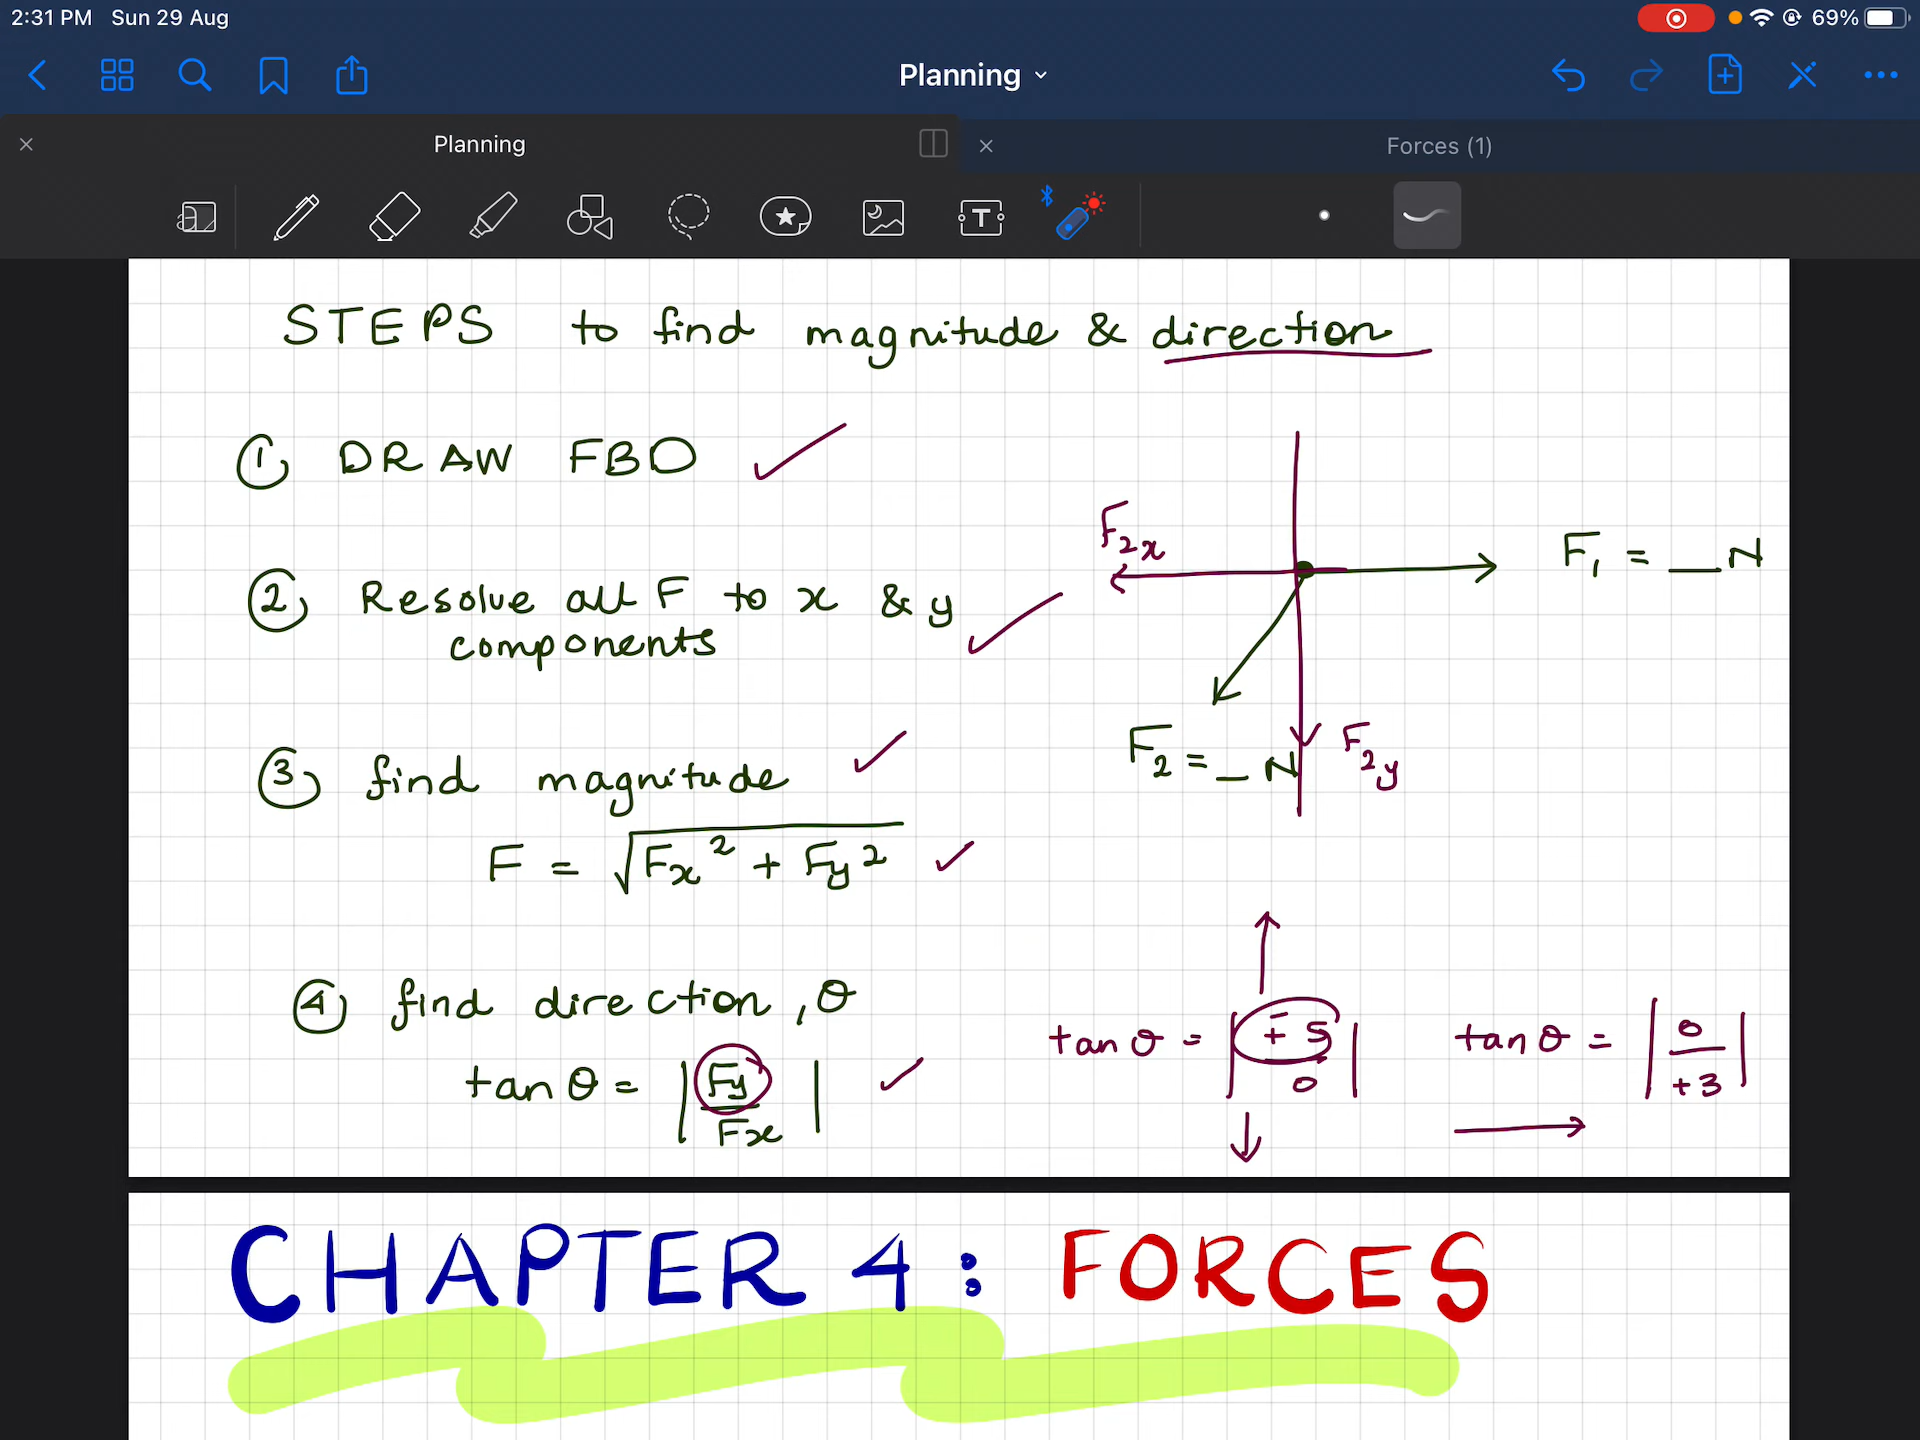 2:31 PM Sun 29 Aug
69%
Planning
Planning
Forces (1)
STEPS to find magnitude & direction
① DRAW FBD
F₂x
F₁ = __ N
② Resolve all F to x & y
components
F₂ = _ N
F₂y
③ find magnitude
F = √Fx² + Fy²
④ find direction, θ
tan θ = |Fy/Fx|
tan θ = |+5/0|
tan θ = |0/+3|
CHAPTER 4: FORCES